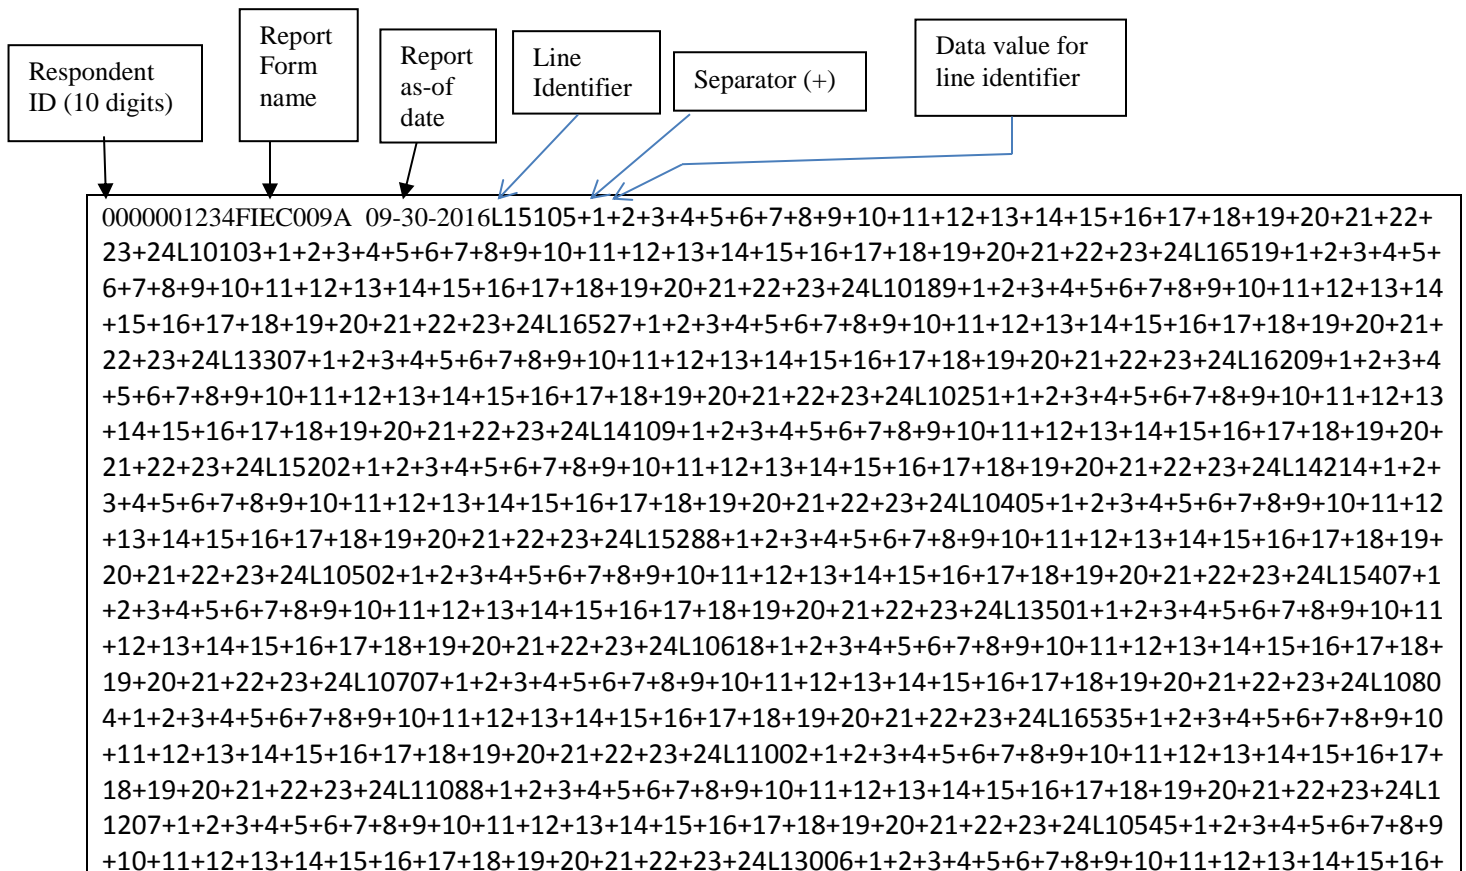 Respondent
ID (10 digits)
Report
Form
name
Report
as-of
date
Line
Identifier
Separator (+)
Data value for
line identifier
0000001234FIEC009A  09-30-2016L15105+1+2+3+4+5+6+7+8+9+10+11+12+13+14+15+16+17+18+19+20+21+22+
23+24L10103+1+2+3+4+5+6+7+8+9+10+11+12+13+14+15+16+17+18+19+20+21+22+23+24L16519+1+2+3+4+5+
6+7+8+9+10+11+12+13+14+15+16+17+18+19+20+21+22+23+24L10189+1+2+3+4+5+6+7+8+9+10+11+12+13+14
+15+16+17+18+19+20+21+22+23+24L16527+1+2+3+4+5+6+7+8+9+10+11+12+13+14+15+16+17+18+19+20+21+
22+23+24L13307+1+2+3+4+5+6+7+8+9+10+11+12+13+14+15+16+17+18+19+20+21+22+23+24L16209+1+2+3+4
+5+6+7+8+9+10+11+12+13+14+15+16+17+18+19+20+21+22+23+24L10251+1+2+3+4+5+6+7+8+9+10+11+12+13
+14+15+16+17+18+19+20+21+22+23+24L14109+1+2+3+4+5+6+7+8+9+10+11+12+13+14+15+16+17+18+19+20+
21+22+23+24L15202+1+2+3+4+5+6+7+8+9+10+11+12+13+14+15+16+17+18+19+20+21+22+23+24L14214+1+2+
3+4+5+6+7+8+9+10+11+12+13+14+15+16+17+18+19+20+21+22+23+24L10405+1+2+3+4+5+6+7+8+9+10+11+12
+13+14+15+16+17+18+19+20+21+22+23+24L15288+1+2+3+4+5+6+7+8+9+10+11+12+13+14+15+16+17+18+19+
20+21+22+23+24L10502+1+2+3+4+5+6+7+8+9+10+11+12+13+14+15+16+17+18+19+20+21+22+23+24L15407+1
+2+3+4+5+6+7+8+9+10+11+12+13+14+15+16+17+18+19+20+21+22+23+24L13501+1+2+3+4+5+6+7+8+9+10+11
+12+13+14+15+16+17+18+19+20+21+22+23+24L10618+1+2+3+4+5+6+7+8+9+10+11+12+13+14+15+16+17+18+
19+20+21+22+23+24L10707+1+2+3+4+5+6+7+8+9+10+11+12+13+14+15+16+17+18+19+20+21+22+23+24L1080
4+1+2+3+4+5+6+7+8+9+10+11+12+13+14+15+16+17+18+19+20+21+22+23+24L16535+1+2+3+4+5+6+7+8+9+10
+11+12+13+14+15+16+17+18+19+20+21+22+23+24L11002+1+2+3+4+5+6+7+8+9+10+11+12+13+14+15+16+17+
18+19+20+21+22+23+24L11088+1+2+3+4+5+6+7+8+9+10+11+12+13+14+15+16+17+18+19+20+21+22+23+24L1
1207+1+2+3+4+5+6+7+8+9+10+11+12+13+14+15+16+17+18+19+20+21+22+23+24L10545+1+2+3+4+5+6+7+8+9
+10+11+12+13+14+15+16+17+18+19+20+21+22+23+24L13006+1+2+3+4+5+6+7+8+9+10+11+12+13+14+15+16+